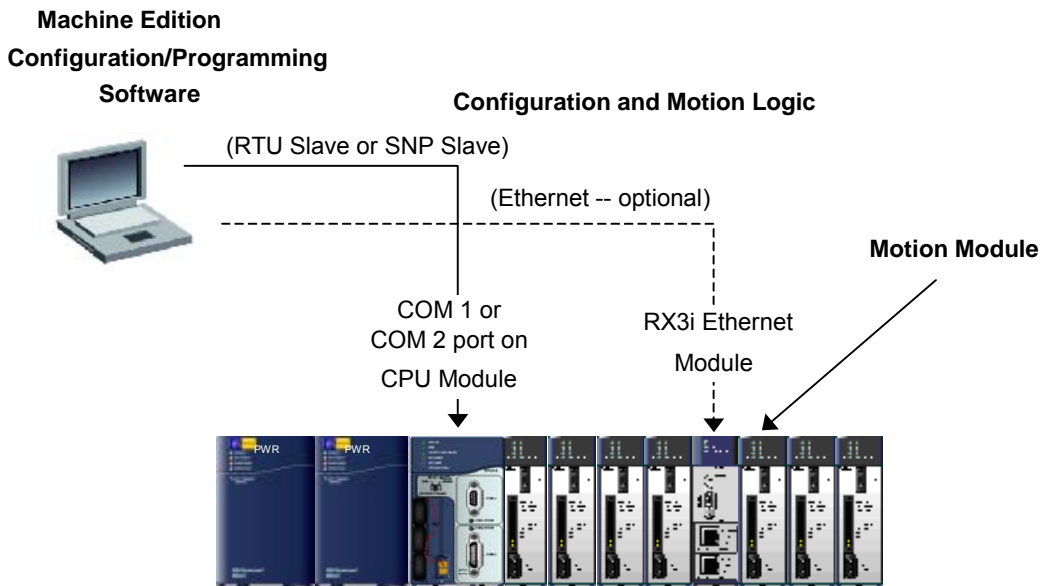 Machine Edition
Configuration/Programming
Software
Configuration and Motion Logic
(RTU Slave or SNP Slave)
(Ethernet -- optional)
Motion Module
COM 1 or
COM 2 port on
CPU Module
RX3i Ethernet
Module
PWR
PWR